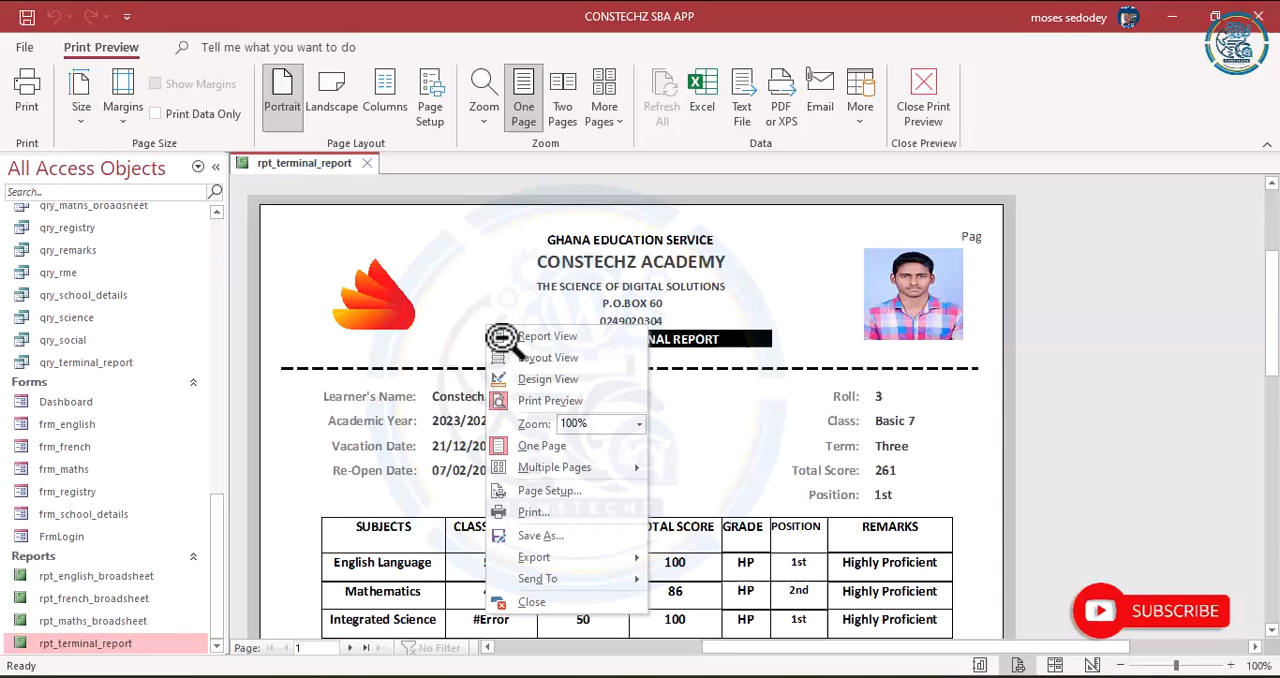 CONSTECHZ SBA APP
moses sedodey
File
Print Preview
Tell me what you want to do
Print
Size
Margins
Show Margins
Print Data Only
Portrait
Landscape
Columns
Page Setup
Zoom
One Page
Two Pages
More Pages
Refresh All
Excel
Text File
PDF or XPS
Email
More
Close Print Preview
Print
Page Size
Page Layout
Zoom
Data
Close Preview
All Access Objects
Search...
qry_maths_broadsheet
qry_registry
qry_remarks
qry_rme
qry_school_details
qry_science
qry_social
qry_terminal_report
Forms
Dashboard
frm_english
frm_french
frm_maths
frm_registry
frm_school_details
FrmLogin
Reports
rpt_english_broadsheet
rpt_french_broadsheet
rpt_maths_broadsheet
rpt_terminal_report
rpt_terminal_report
Pag
GHANA EDUCATION SERVICE
CONSTECHZ ACADEMY
THE SCIENCE OF DIGITAL SOLUTIONS
P.O.BOX 60
0249020304
NAL REPORT
Learner's Name: Constech
Roll: 3
Academic Year: 2023/202
Class: Basic 7
Vacation Date: 21/12/20
Term: Three
Re-Open Date: 07/02/20
Total Score: 261
Position: 1st
SUBJECTS CLAS OTAL SCORE GRADE POSITION REMARKS
English Language 100 HP 1st Highly Proficient
Mathematics 86 HP 2nd Highly Proficient
Integrated Science #Error 50 100 HP 1st Highly Proficient
Report View
Layout View
Design View
Print Preview
Zoom: 100%
One Page
Multiple Pages
Page Setup...
Print...
Save As...
Export
Send To
Close
SUBSCRIBE
Page: 1
No Filter
Ready
100%